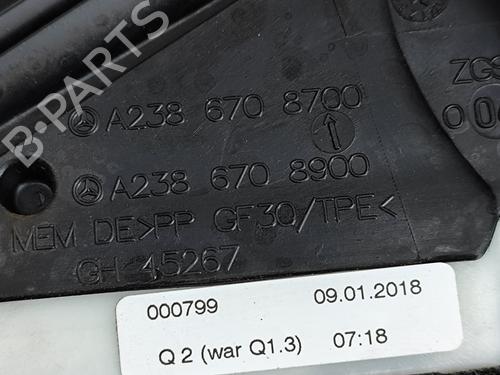 A238 670 8700
A238 670 8900
MEM DE>PP GF30/TPE<
GH 45267
ZGS
000799 09.01.2018
Q 2 (war Q1.3) 07:18
B-PARTS